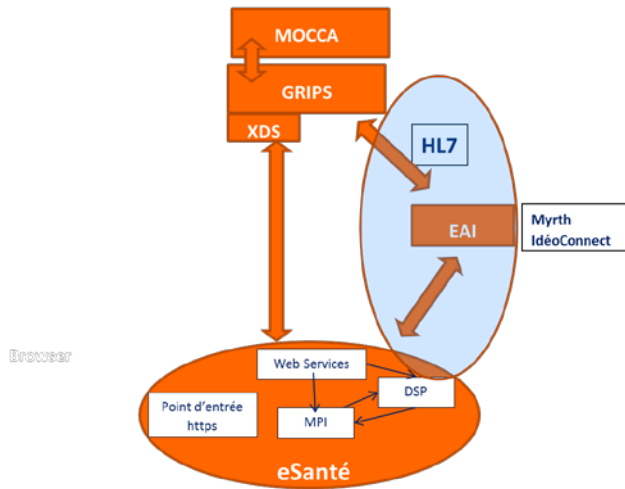 MOCCA
GRIPS
XDS
HL7
EAI
Myrth
IdéoConnect
Browser
Web Services
DSP
Point d'entrée
https
MPI
eSanté